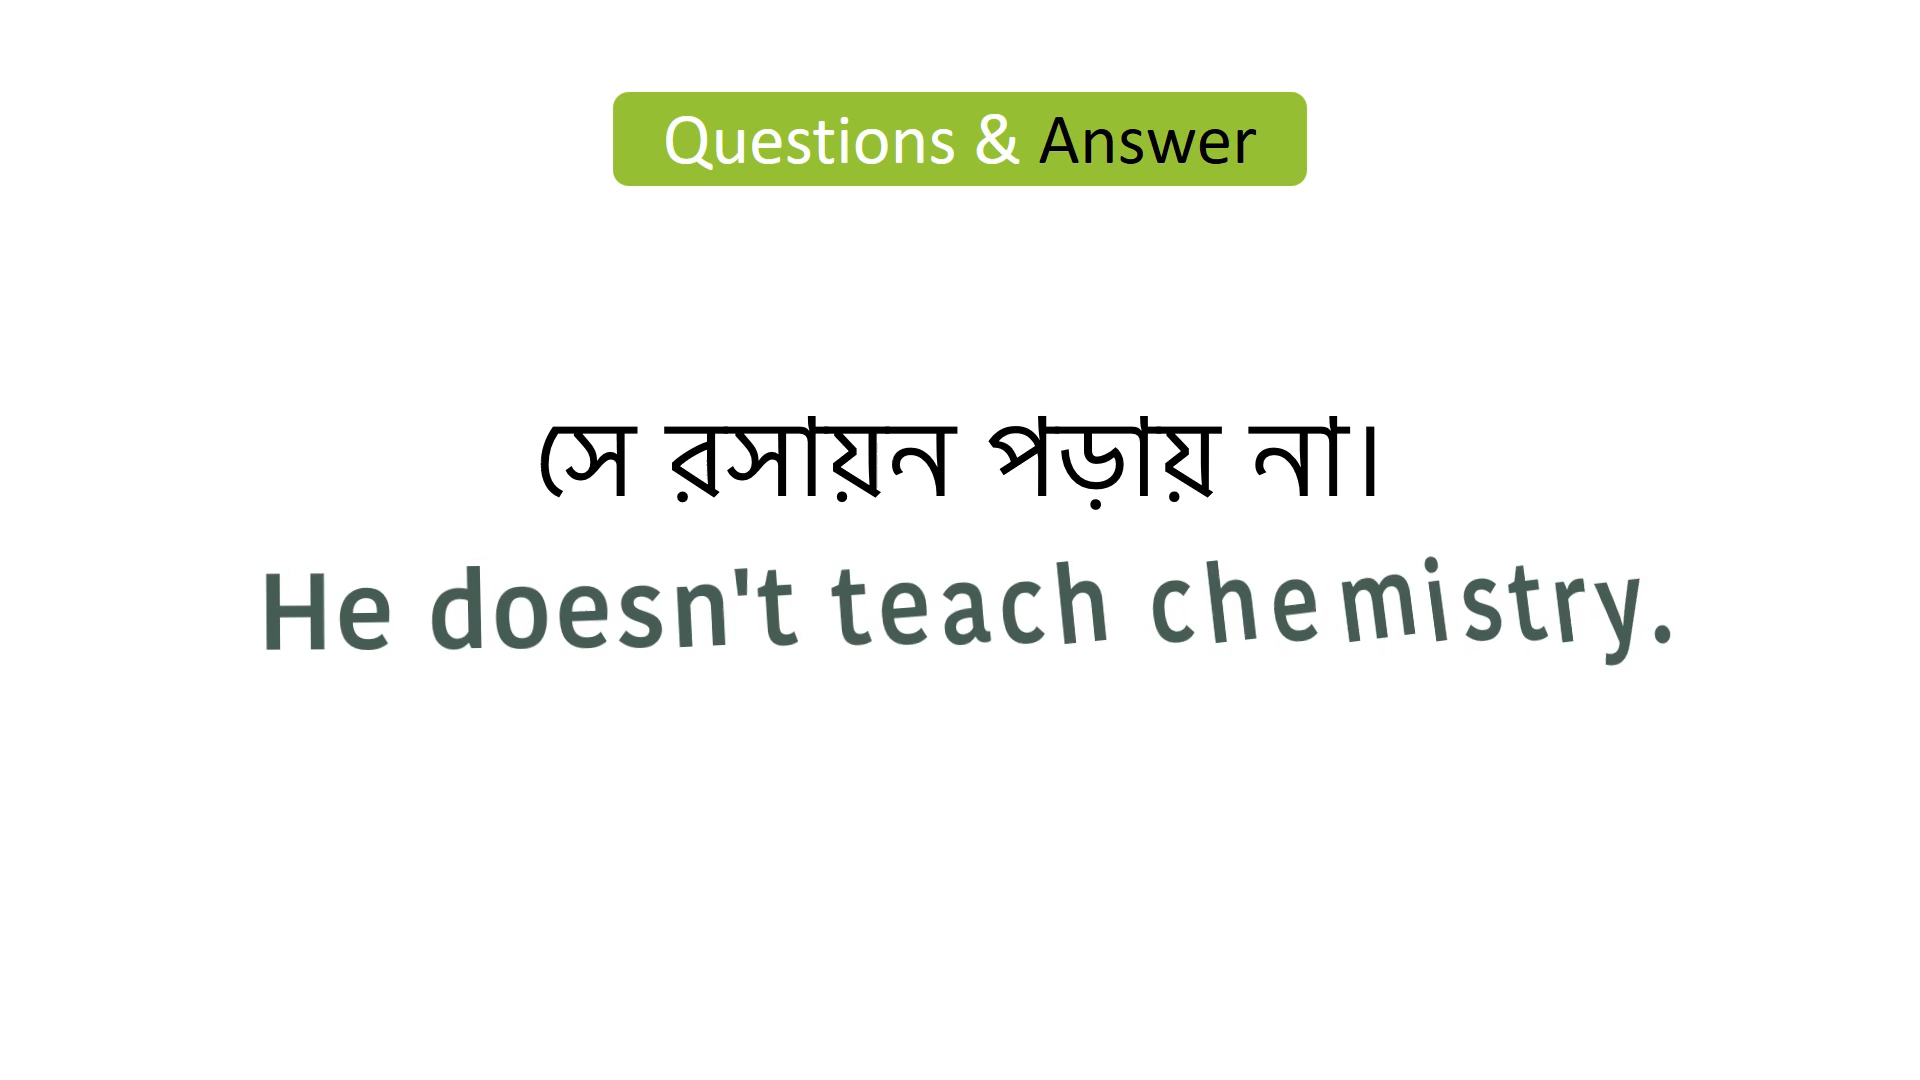 Questions & Answer
সে রসায়ন পড়ায় না।
He doesn't teach chemistry.